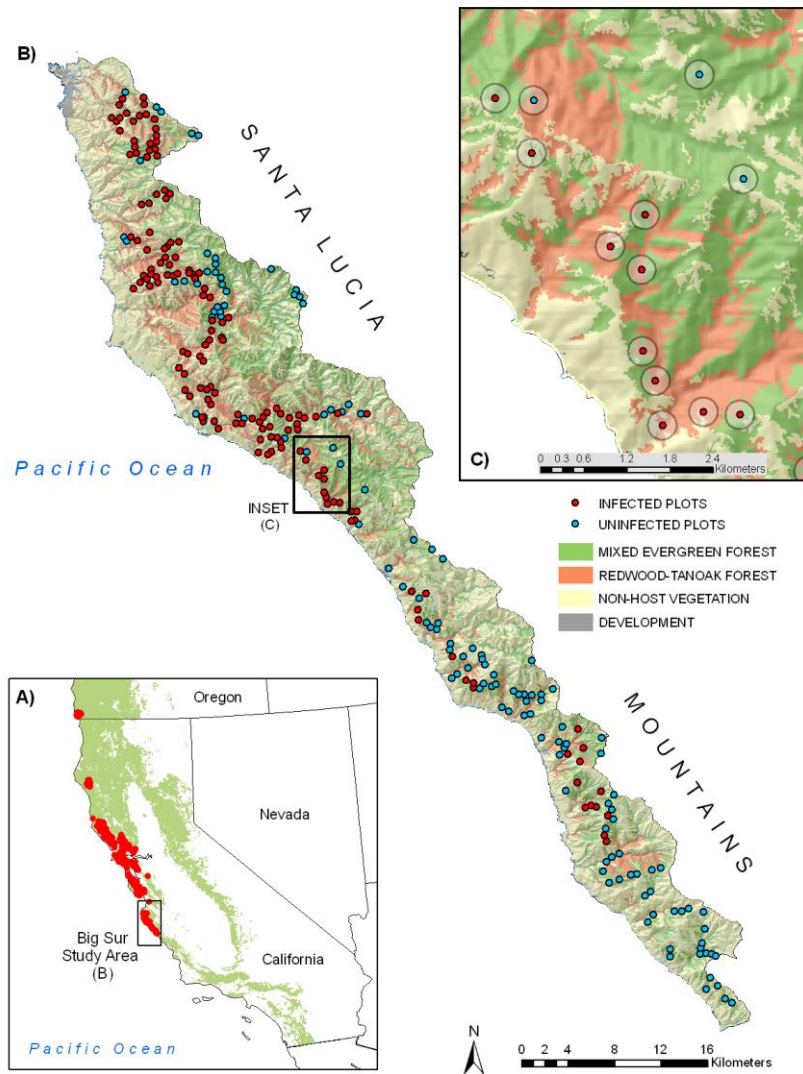 B)
SANTA LUCIA
Pacific Ocean
INSET
(C)
MOUNTAINS
C)
0 0.3 0.6 1.2 1.8 2.4
Kilometers
INFECTED PLOTS
UNINFECTED PLOTS
MIXED EVERGREEN FOREST
REDWOOD-TANOAK FOREST
NON-HOST VEGETATION
DEVELOPMENT
A)
Oregon
Nevada
California
Big Sur
Study Area
(B)
Pacific Ocean
N
0 2 4 8 12 16
Kilometers